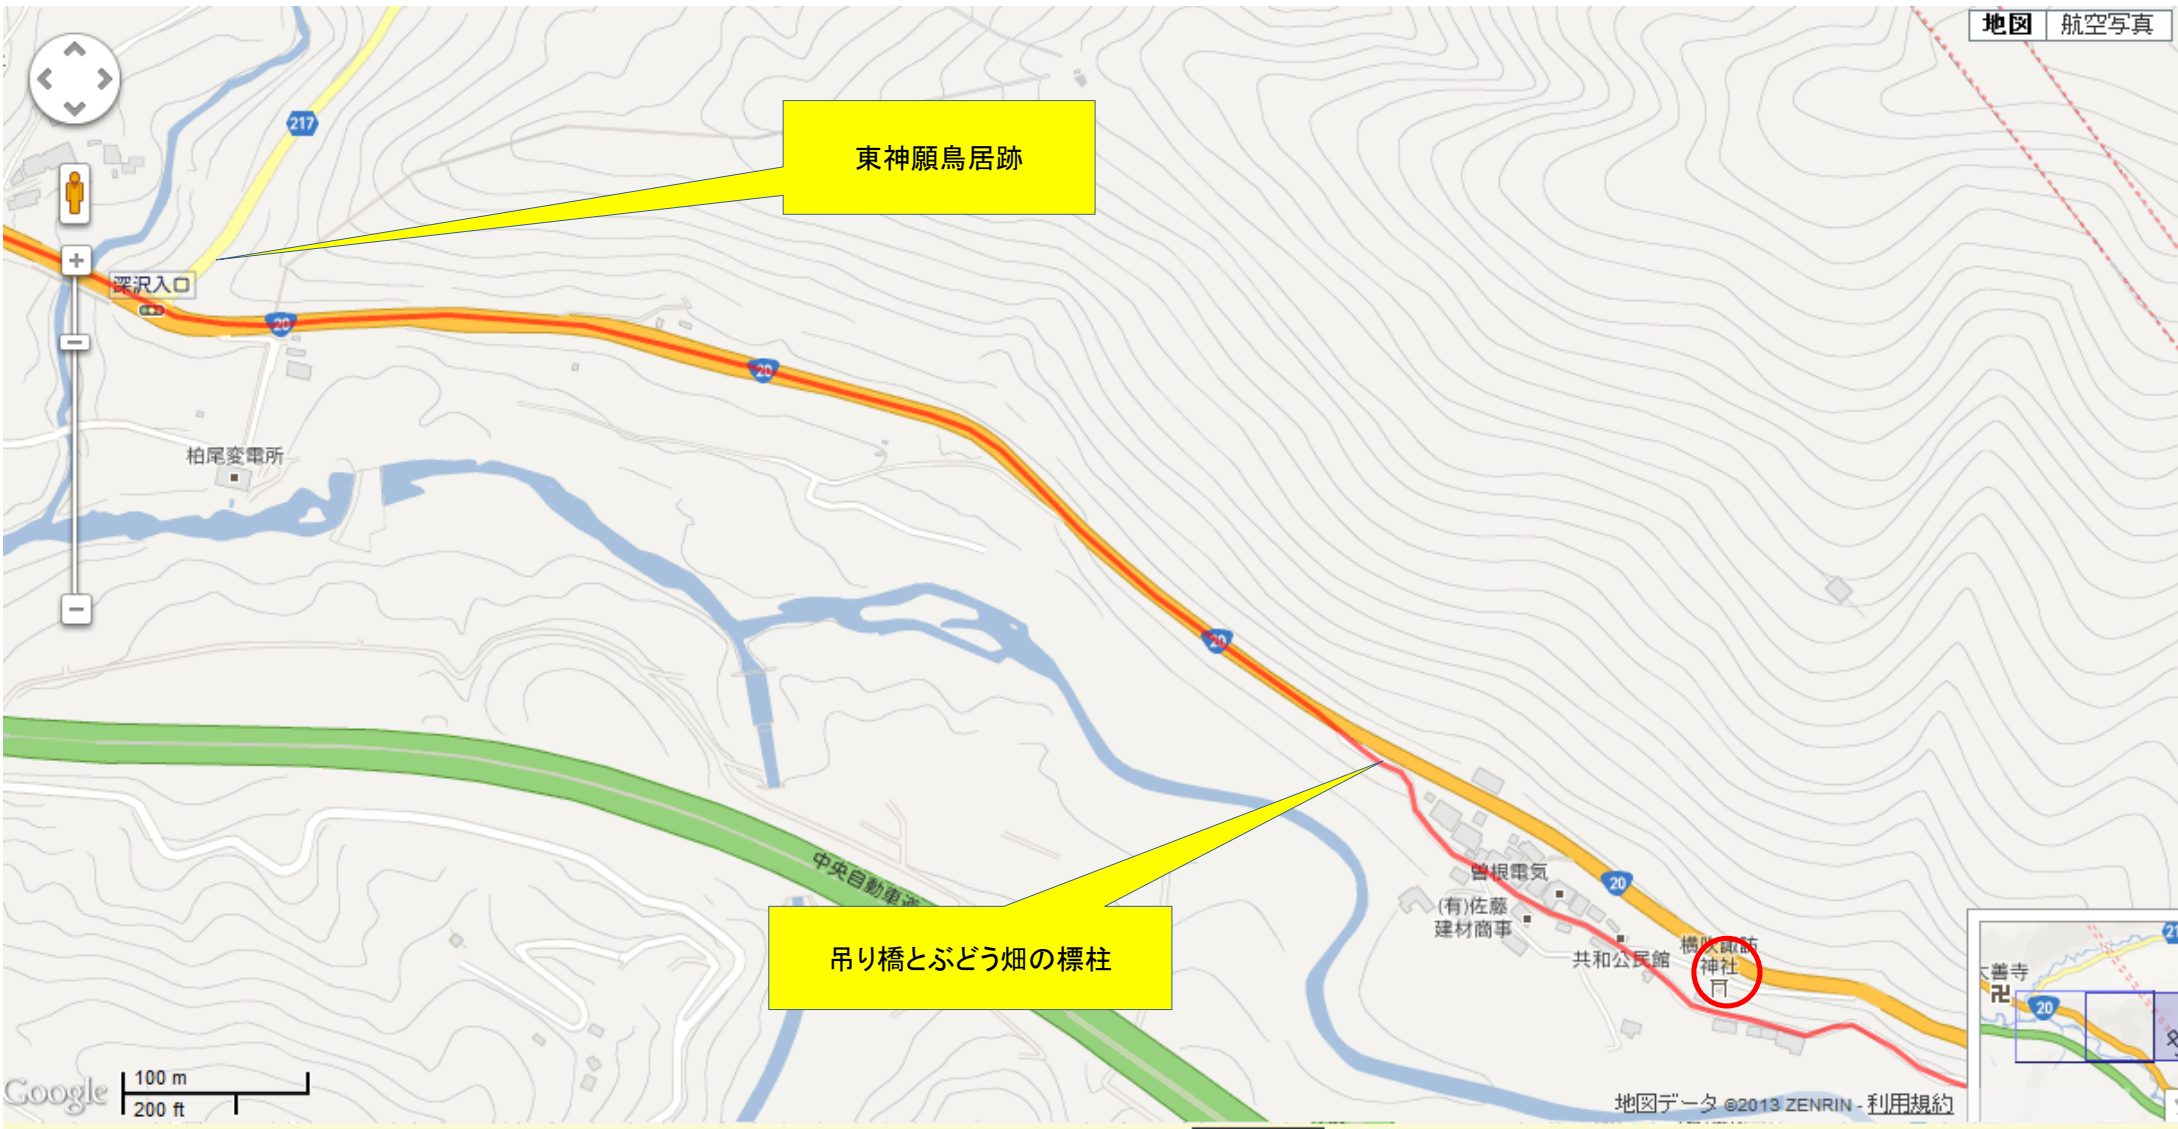 地図 航空写真
217
東神願鳥居跡
深沢入口
20
20
柏尾変電所
20
中央自動車道
曽根電気
20
(有)佐藤
建材商事
共和公民館
横吹諏訪
神社
吊り橋とぶどう畑の標柱
大善寺
20
Google
100 m
200 ft
地図データ ©2013 ZENRIN - 利用規約